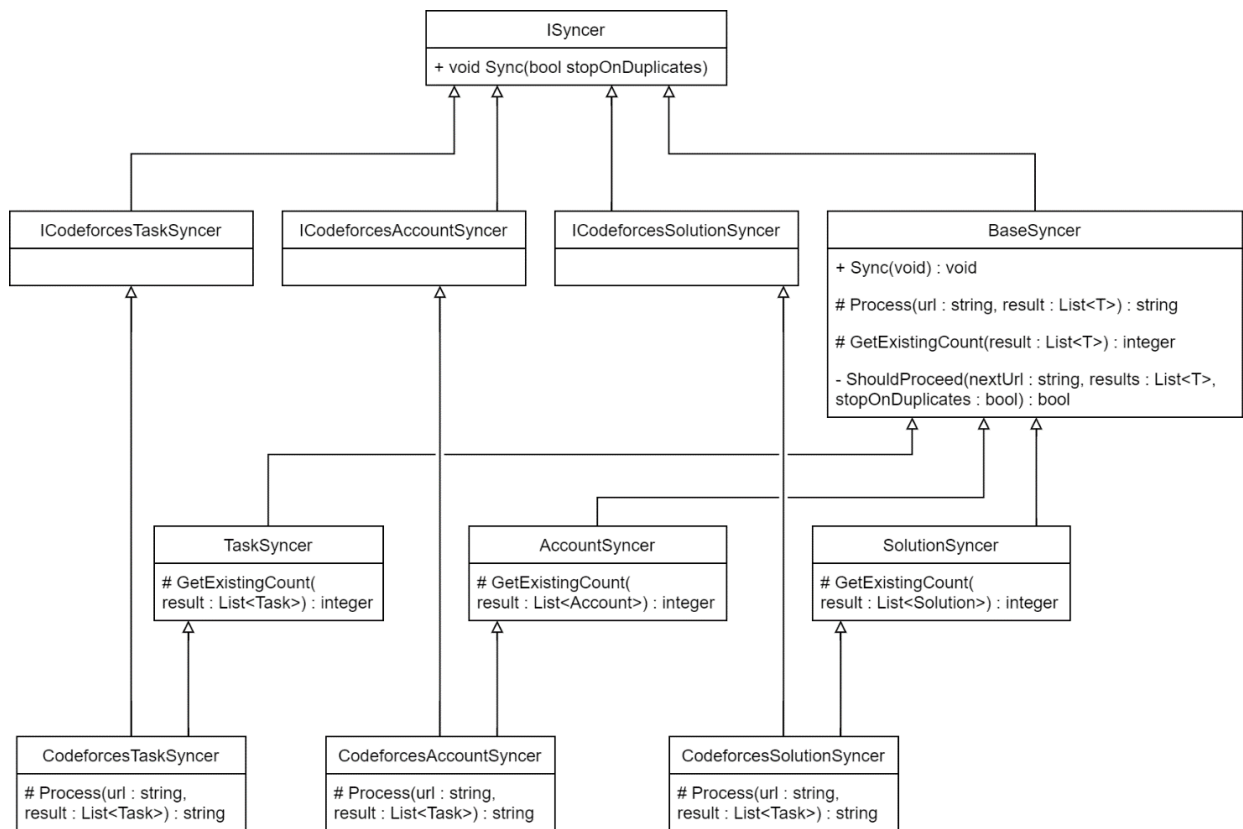 ISyncer
+ void Sync(bool stopOnDuplicates)
ICodeforcesTaskSyncer
ICodeforcesAccountSyncer
ICodeforcesSolutionSyncer
BaseSyncer
+ Sync(void) : void
# Process(url : string, result : List<T>) : string
# GetExistingCount(result : List<T>) : integer
- ShouldProceed(nextUrl : string, results : List<T>,
stopOnDuplicates : bool) : bool
TaskSyncer
# GetExistingCount(
result : List<Task>) : integer
AccountSyncer
# GetExistingCount(
result : List<Account>) : integer
SolutionSyncer
# GetExistingCount(
result : List<Solution>) : integer
CodeforcesTaskSyncer
# Process(url : string,
result : List<Task>) : string
CodeforcesAccountSyncer
# Process(url : string,
result : List<Task>) : string
CodeforcesSolutionSyncer
# Process(url : string,
result : List<Task>) : string